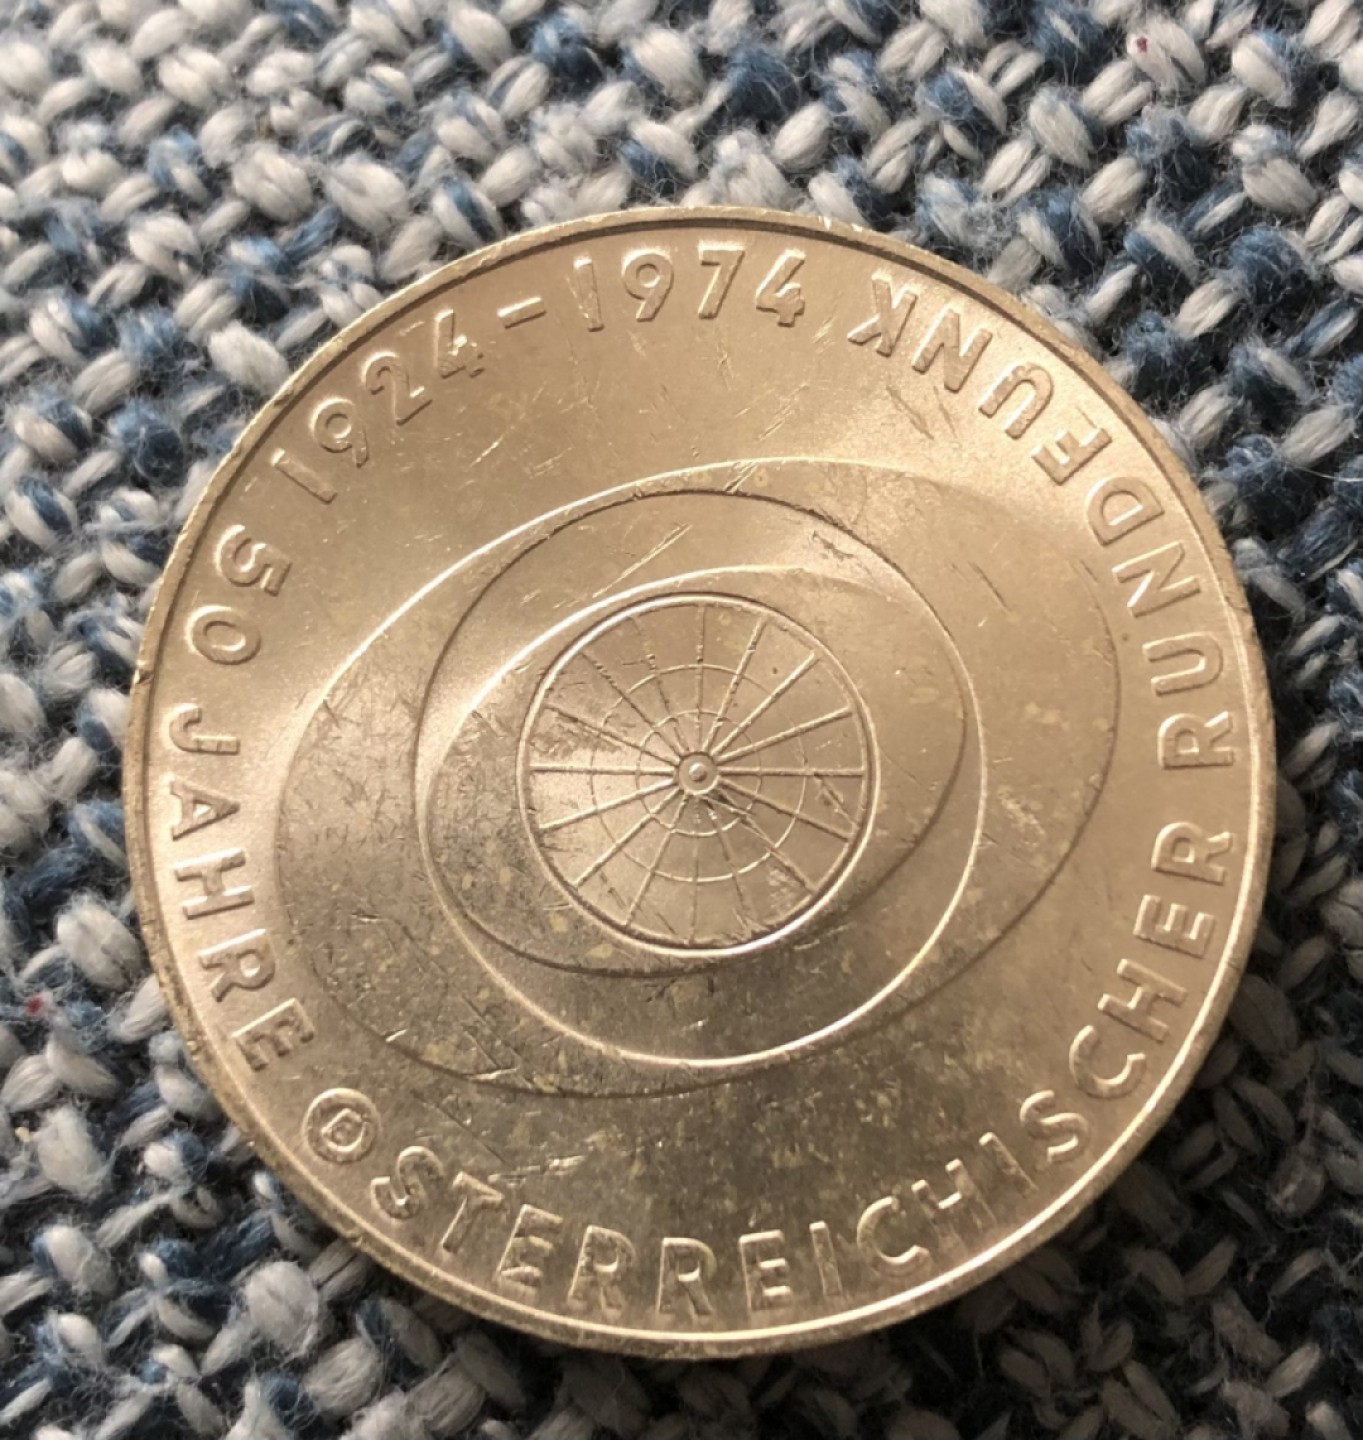 1924-1974
50 JAHRE ÖSTERREICHISCHER RUNDFUNK